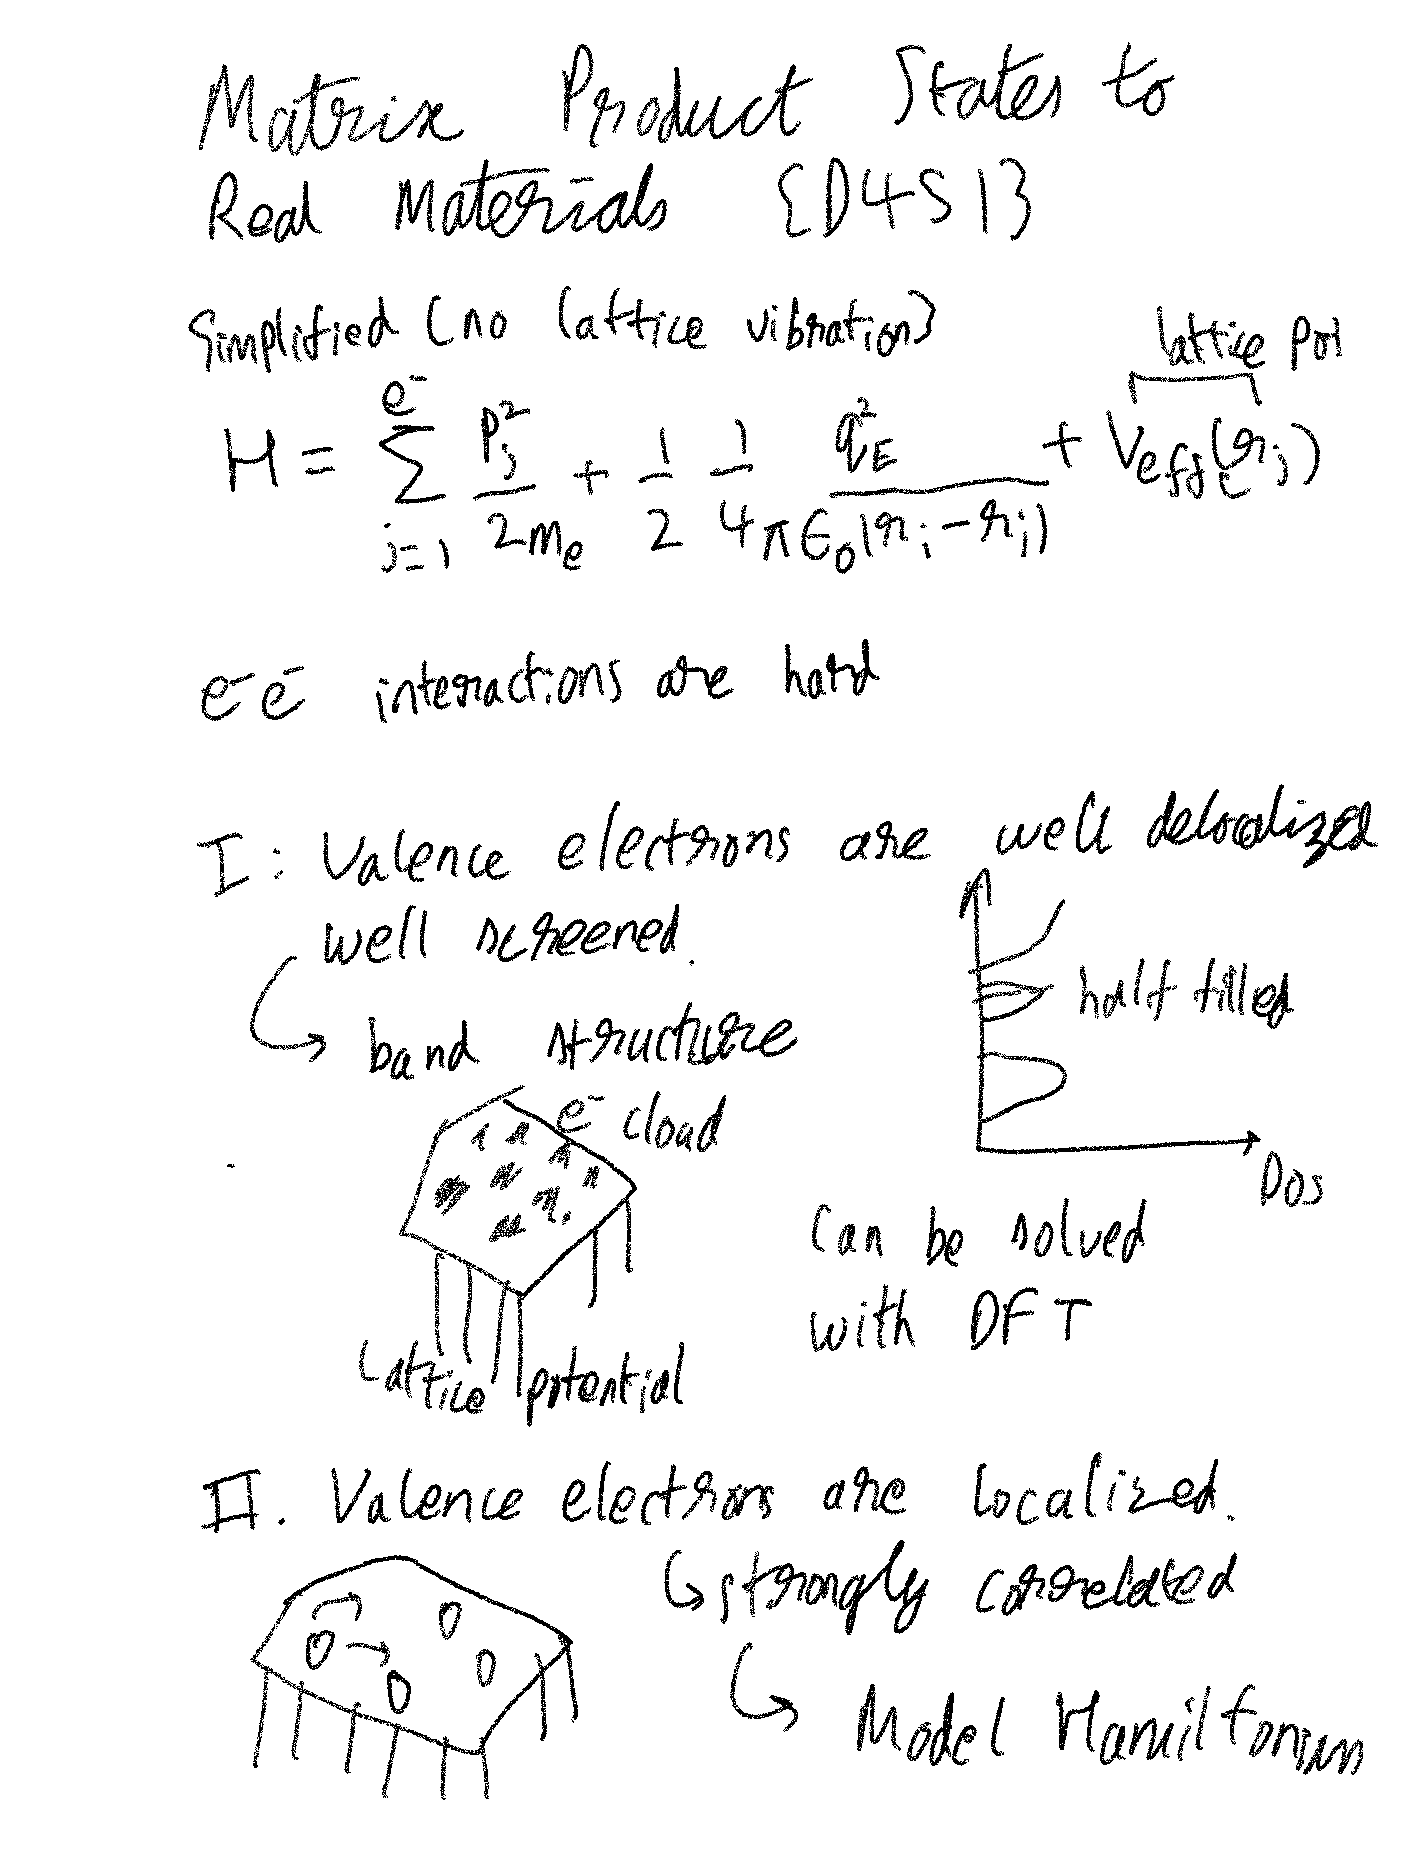 Matrix Product States to
Real Materials {D4S1}
Simplified (no lattice vibration)
lattice pot
H = \sum_{j=1}^{e^-} \frac{p_j^2}{2m_e} + \frac{1}{2} \frac{1}{4\pi\epsilon_0} \frac{q_E^2}{|r_i - r_j|} + V_{eff}(r_j)
e⁻e⁻ interactions are hard
I: Valence electrons are well delocalized
well screened.
half filled
band structure
e⁻ cloud
DOS
Can be solved
with DFT
Lattice potential
II. Valence electrons are localized.
strongly correlated
Model Hamiltonian